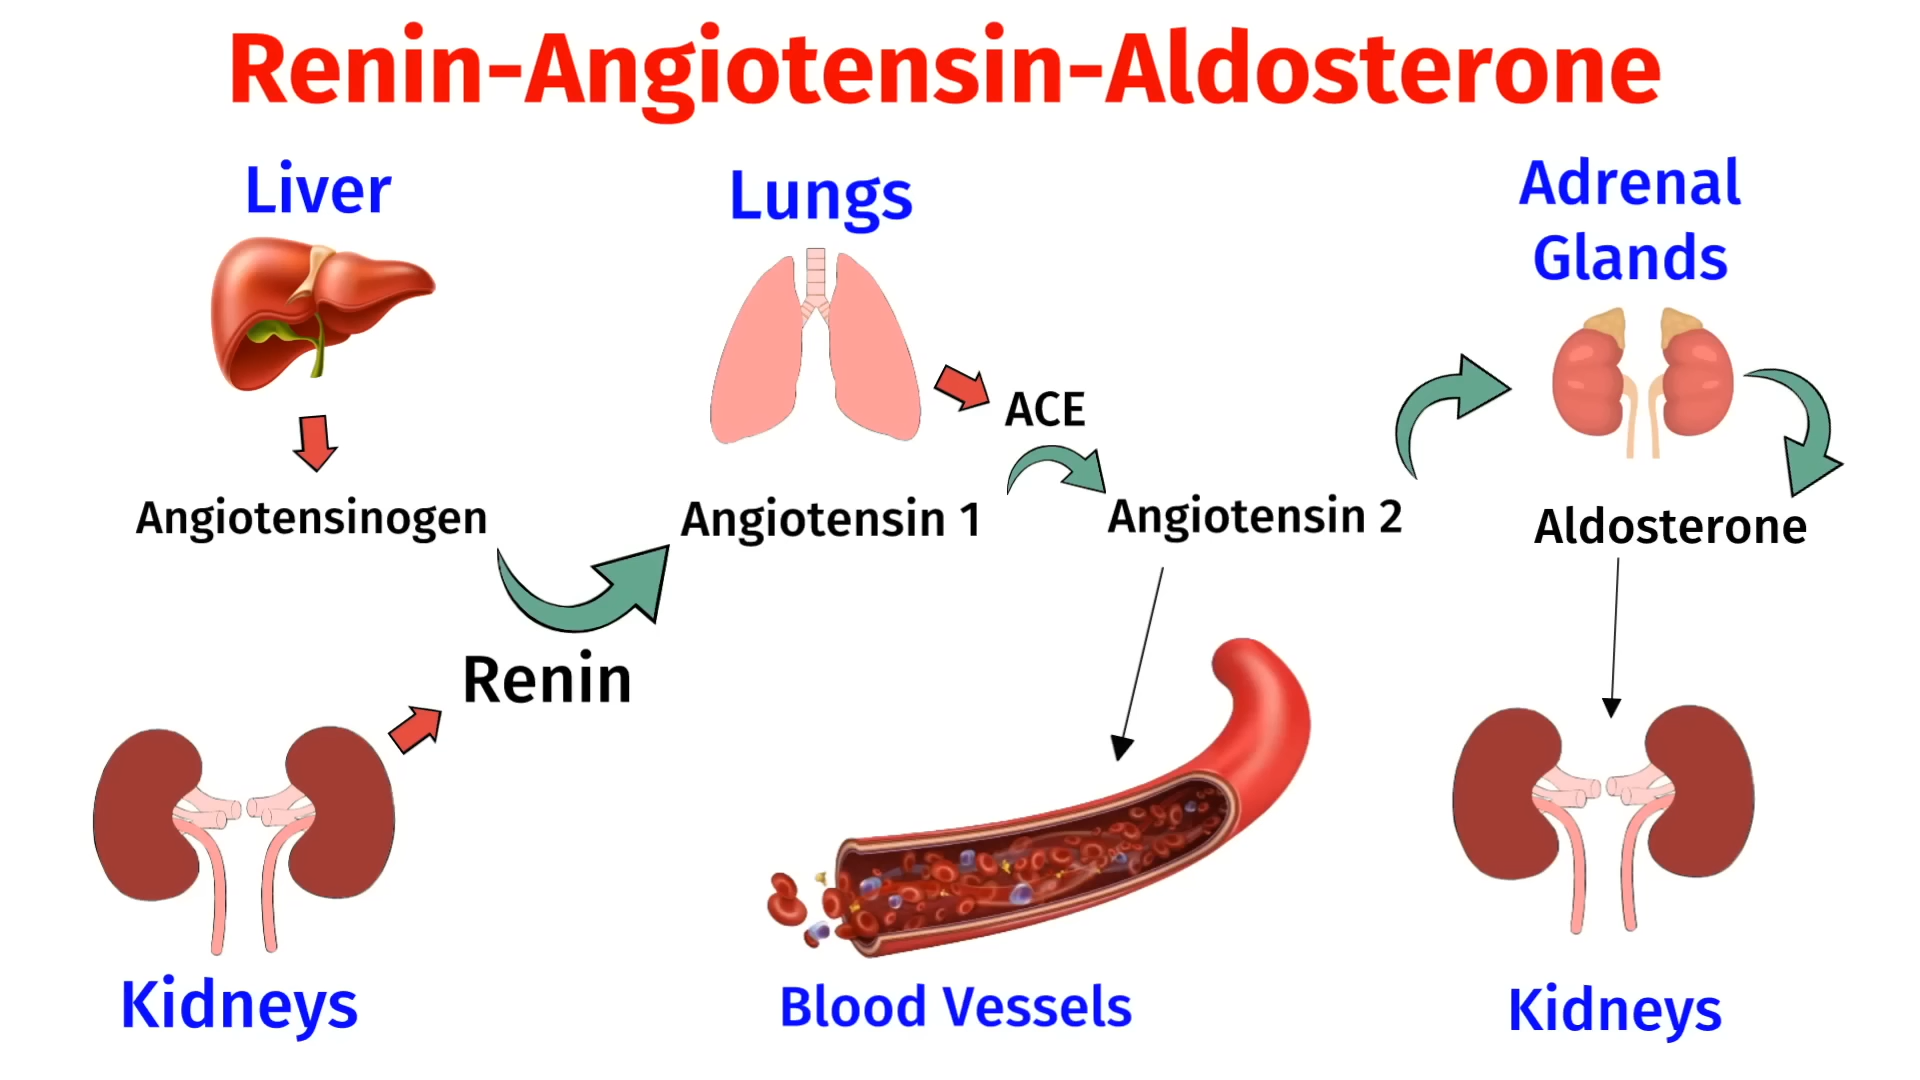 Renin-Angiotensin-Aldosterone
Liver
Lungs
Adrenal
Glands
ACE
Angiotensinogen
Angiotensin 1
Angiotensin 2
Aldosterone
Renin
Kidneys
Blood Vessels
Kidneys